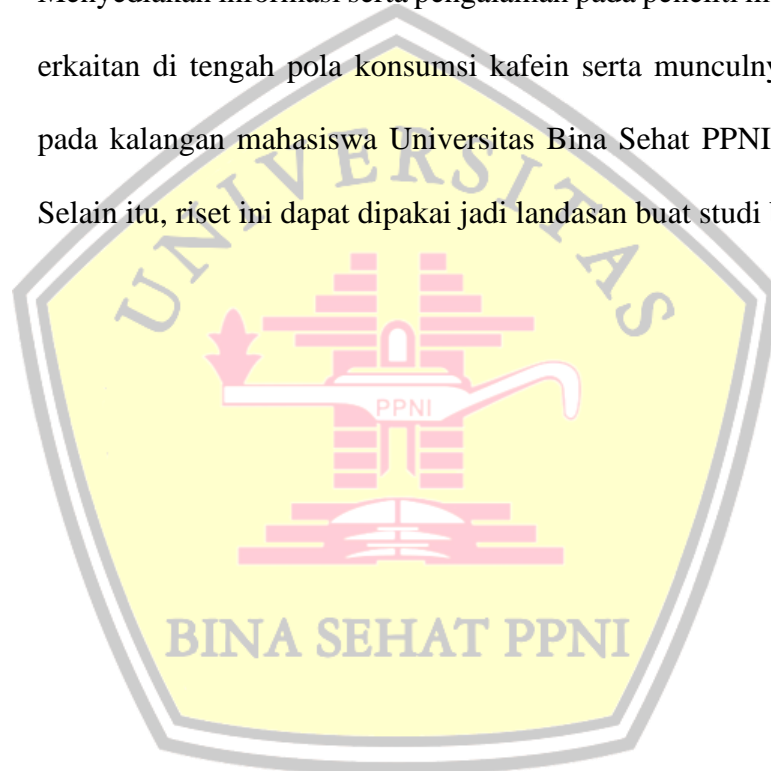 Menyediakan informasi serta pengalaman pada peneliti
erkaitan di tengah pola konsumsi kafein serta munculny
pada kalangan mahasiswa Universitas Bina Sehat PPNI
Selain itu, riset ini dapat dipakai jadi landasan buat studi
UNIVERSITAS
PPNI
BINA SEHAT PPNI